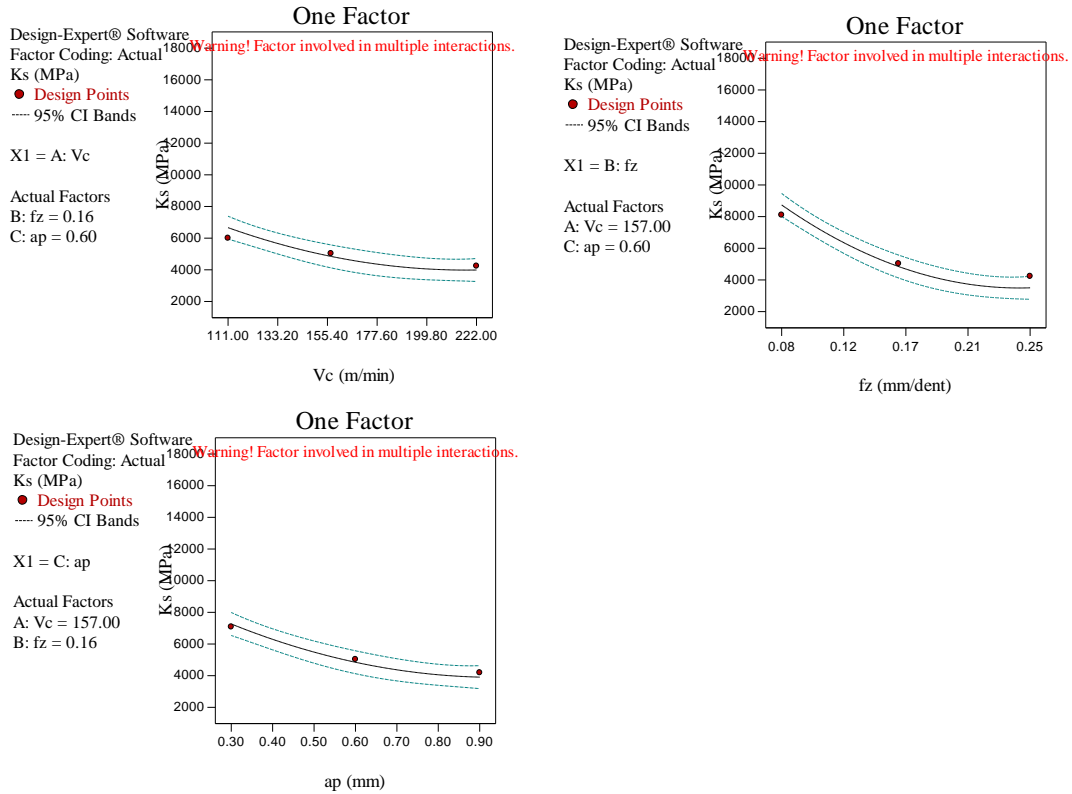 One Factor
Design-Expert® Software
Factor Coding: Actual
Ks (MPa)
Design Points
95% CI Bands
X1 = A: Vc
Actual Factors
B: fz = 0.16
C: ap = 0.60
Warning! Factor involved in multiple interactions.
Ks (MPa)
18000
16000
14000
12000
10000
8000
6000
4000
2000
111.00 133.20 155.40 177.60 199.80 222.00
Vc (m/min)
One Factor
Design-Expert® Software
Factor Coding: Actual
Ks (MPa)
Design Points
95% CI Bands
X1 = B: fz
Actual Factors
A: Vc = 157.00
C: ap = 0.60
Warning! Factor involved in multiple interactions.
Ks (MPa)
18000
16000
14000
12000
10000
8000
6000
4000
2000
0.08 0.12 0.17 0.21 0.25
fz (mm/dent)
One Factor
Design-Expert® Software
Factor Coding: Actual
Ks (MPa)
Design Points
95% CI Bands
X1 = C: ap
Actual Factors
A: Vc = 157.00
B: fz = 0.16
Warning! Factor involved in multiple interactions.
Ks (MPa)
18000
16000
14000
12000
10000
8000
6000
4000
2000
0.30 0.40 0.50 0.60 0.70 0.80 0.90
ap (mm)